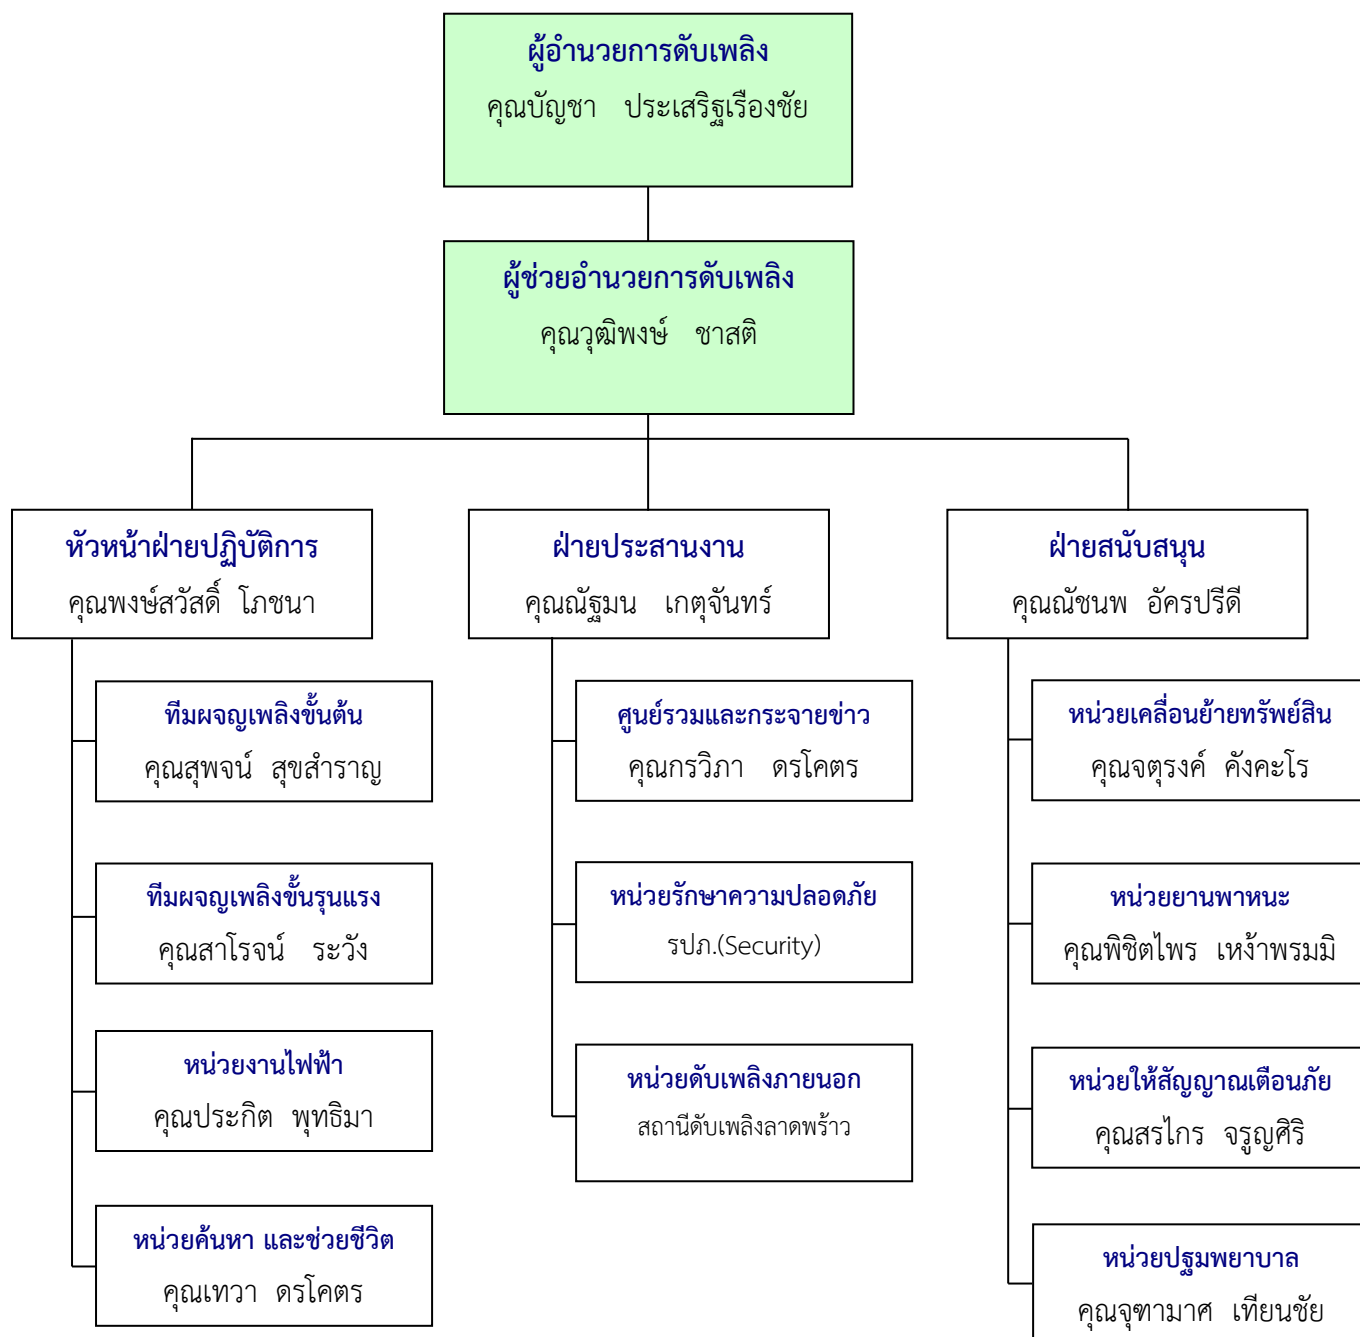 ผู้อำนวยการดับเพลิง
คุณบัญชา ประเสริฐเรืองชัย
ผู้ช่วยอำนวยการดับเพลิง
คุณวุฒิพงษ์ ชาสติ
หัวหน้าฝ่ายปฏิบัติการ
คุณพงษ์สวัสดิ์ โภชนา
ทีมผจญเพลิงขั้นต้น
คุณสุพจน์ สุขสำราญ
ทีมผจญเพลิงขั้นรุนแรง
คุณสาโรจน์ ระวัง
หน่วยงานไฟฟ้า
คุณประกิต พุทธิมา
หน่วยค้นหา และช่วยชีวิต
คุณเทวา ดรโคตร
ฝ่ายประสานงาน
คุณณัฐมน เกตุจันทร์
ศูนย์รวมและกระจายข่าว
คุณกรวิภา ดรโคตร
หน่วยรักษาความปลอดภัย
รปภ.(Security)
หน่วยดับเพลิงภายนอก
สถานีดับเพลิงลาดพร้าว
ฝ่ายสนับสนุน
คุณณัชนพ อัครปรีดี
หน่วยเคลื่อนย้ายทรัพย์สิน
คุณจตุรงค์ คังคะโร
หน่วยยานพาหนะ
คุณพิชิตไพร เหง้าพรมมิ
หน่วยให้สัญญาณเตือนภัย
คุณสรไกร จรูญศิริ
หน่วยปฐมพยาบาล
คุณจุฑามาศ เทียนชัย